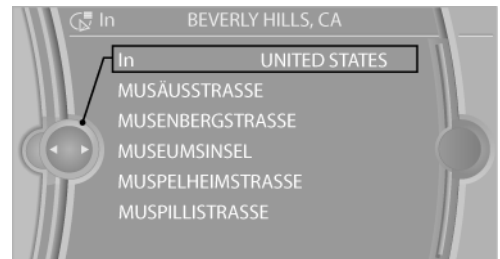 In BEVERLY HILLS, CA
In UNITED STATES
MUSÄUSSTRASSE
MUSENBERGSTRASSE
MUSEUMSINSEL
MUSPELHEIMSTRASSE
MUSPILLISTRASSE